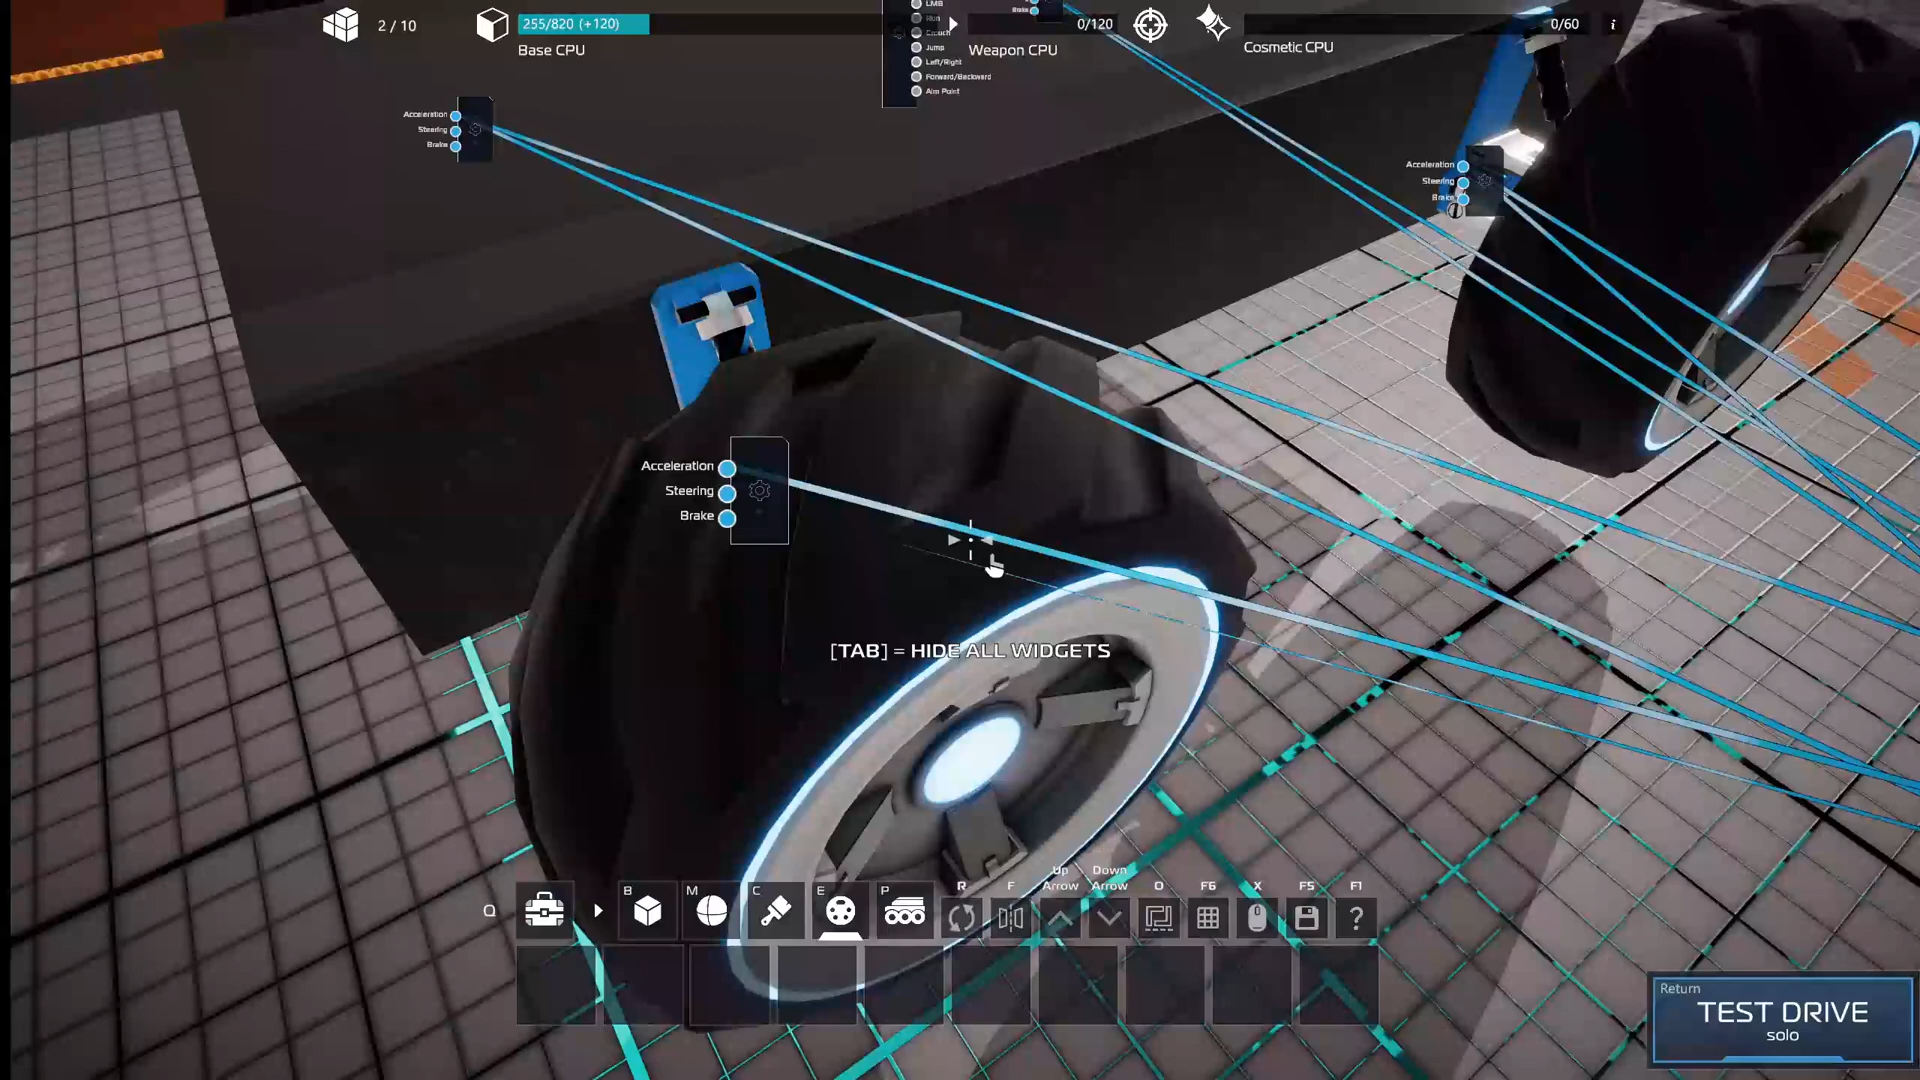 2 / 10
255/820 (+120)
Base CPU
LMB
Run
Crouch
Jump
Left/Right
Forward/Backward
Aim Point
Brake
0/120
Weapon CPU
0/60
Cosmetic CPU
i
Acceleration
Steering
Brake
Acceleration
Steering
Brake
Acceleration
Steering
Brake
[TAB] = HIDE ALL WIDGETS
Q
B
M
C
E
P
R
F
Up Arrow
Down Arrow
O
F6
X
F5
F1
?
Return
TEST DRIVE
solo